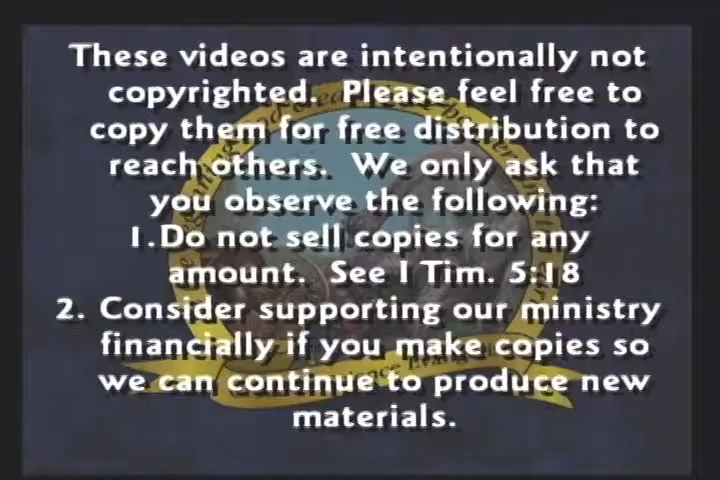 These videos are intentionally not
copyrighted. Please feel free to
copy them for free distribution to
reach others. We only ask that
you observe the following:
1.Do not sell copies for any
amount. See I Tim. 5:18
2. Consider supporting our ministry
financially if you make copies so
we can continue to produce new
materials.